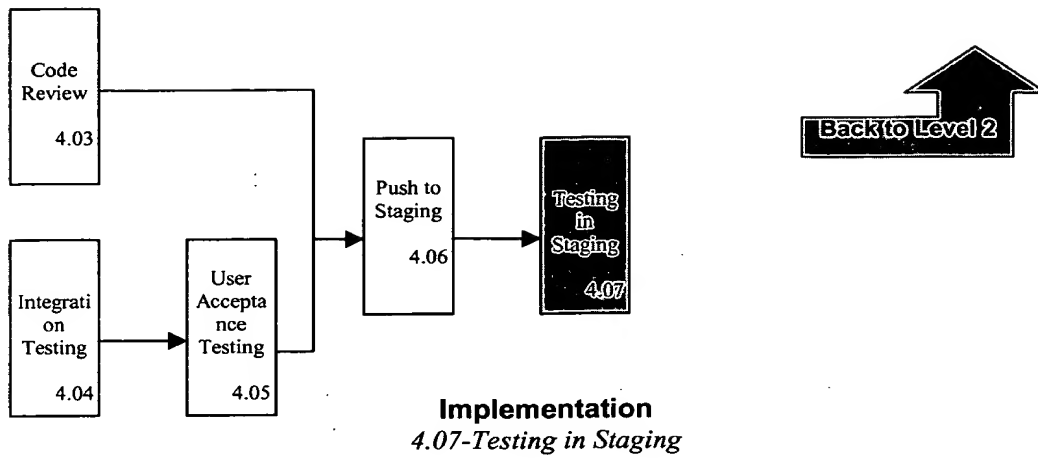 Code
Review
4.03
Back to Level 2
Push to
Staging
4.06
Testing
in
Staging
4.07
Integrati
on
Testing
4.04
User
Accepta
nce
Testing
4.05
Implementation
4.07-Testing in Staging